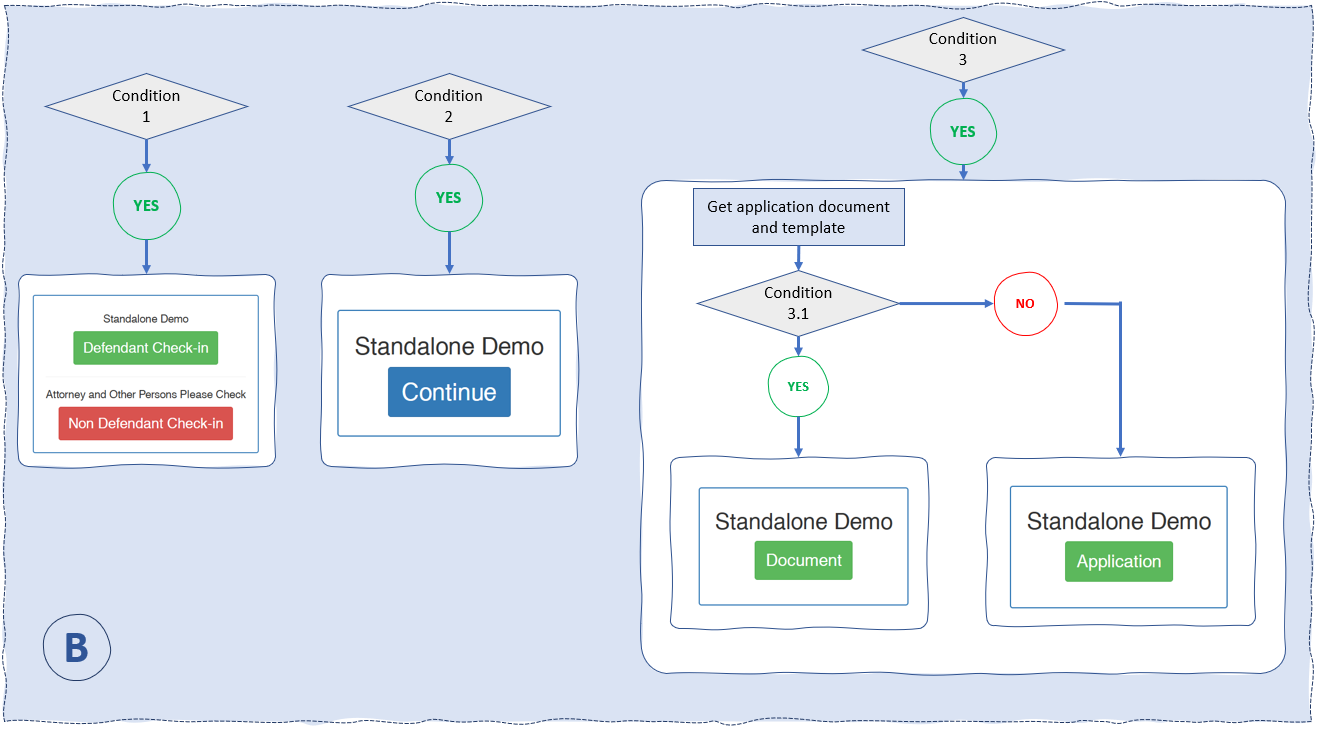 Condition
1
YES
Standalone Demo
Defendant Check-in
Attorney and Other Persons Please Check
Non Defendant Check-in
Condition
2
YES
Standalone Demo
Continue
Condition
3
YES
Get application document
and template
Condition
3.1
NO
YES
Standalone Demo
Document
Standalone Demo
Application
B